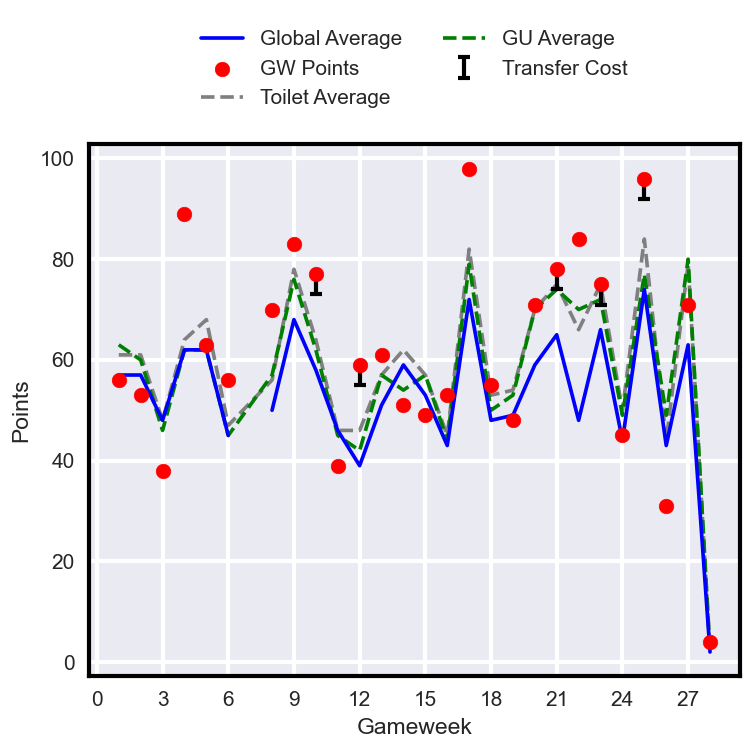 Global Average
GW Points
Toilet Average
GU Average
Transfer Cost
100
80
60
40
20
0
Points
0 3 6 9 12 15 18 21 24 27
Gameweek